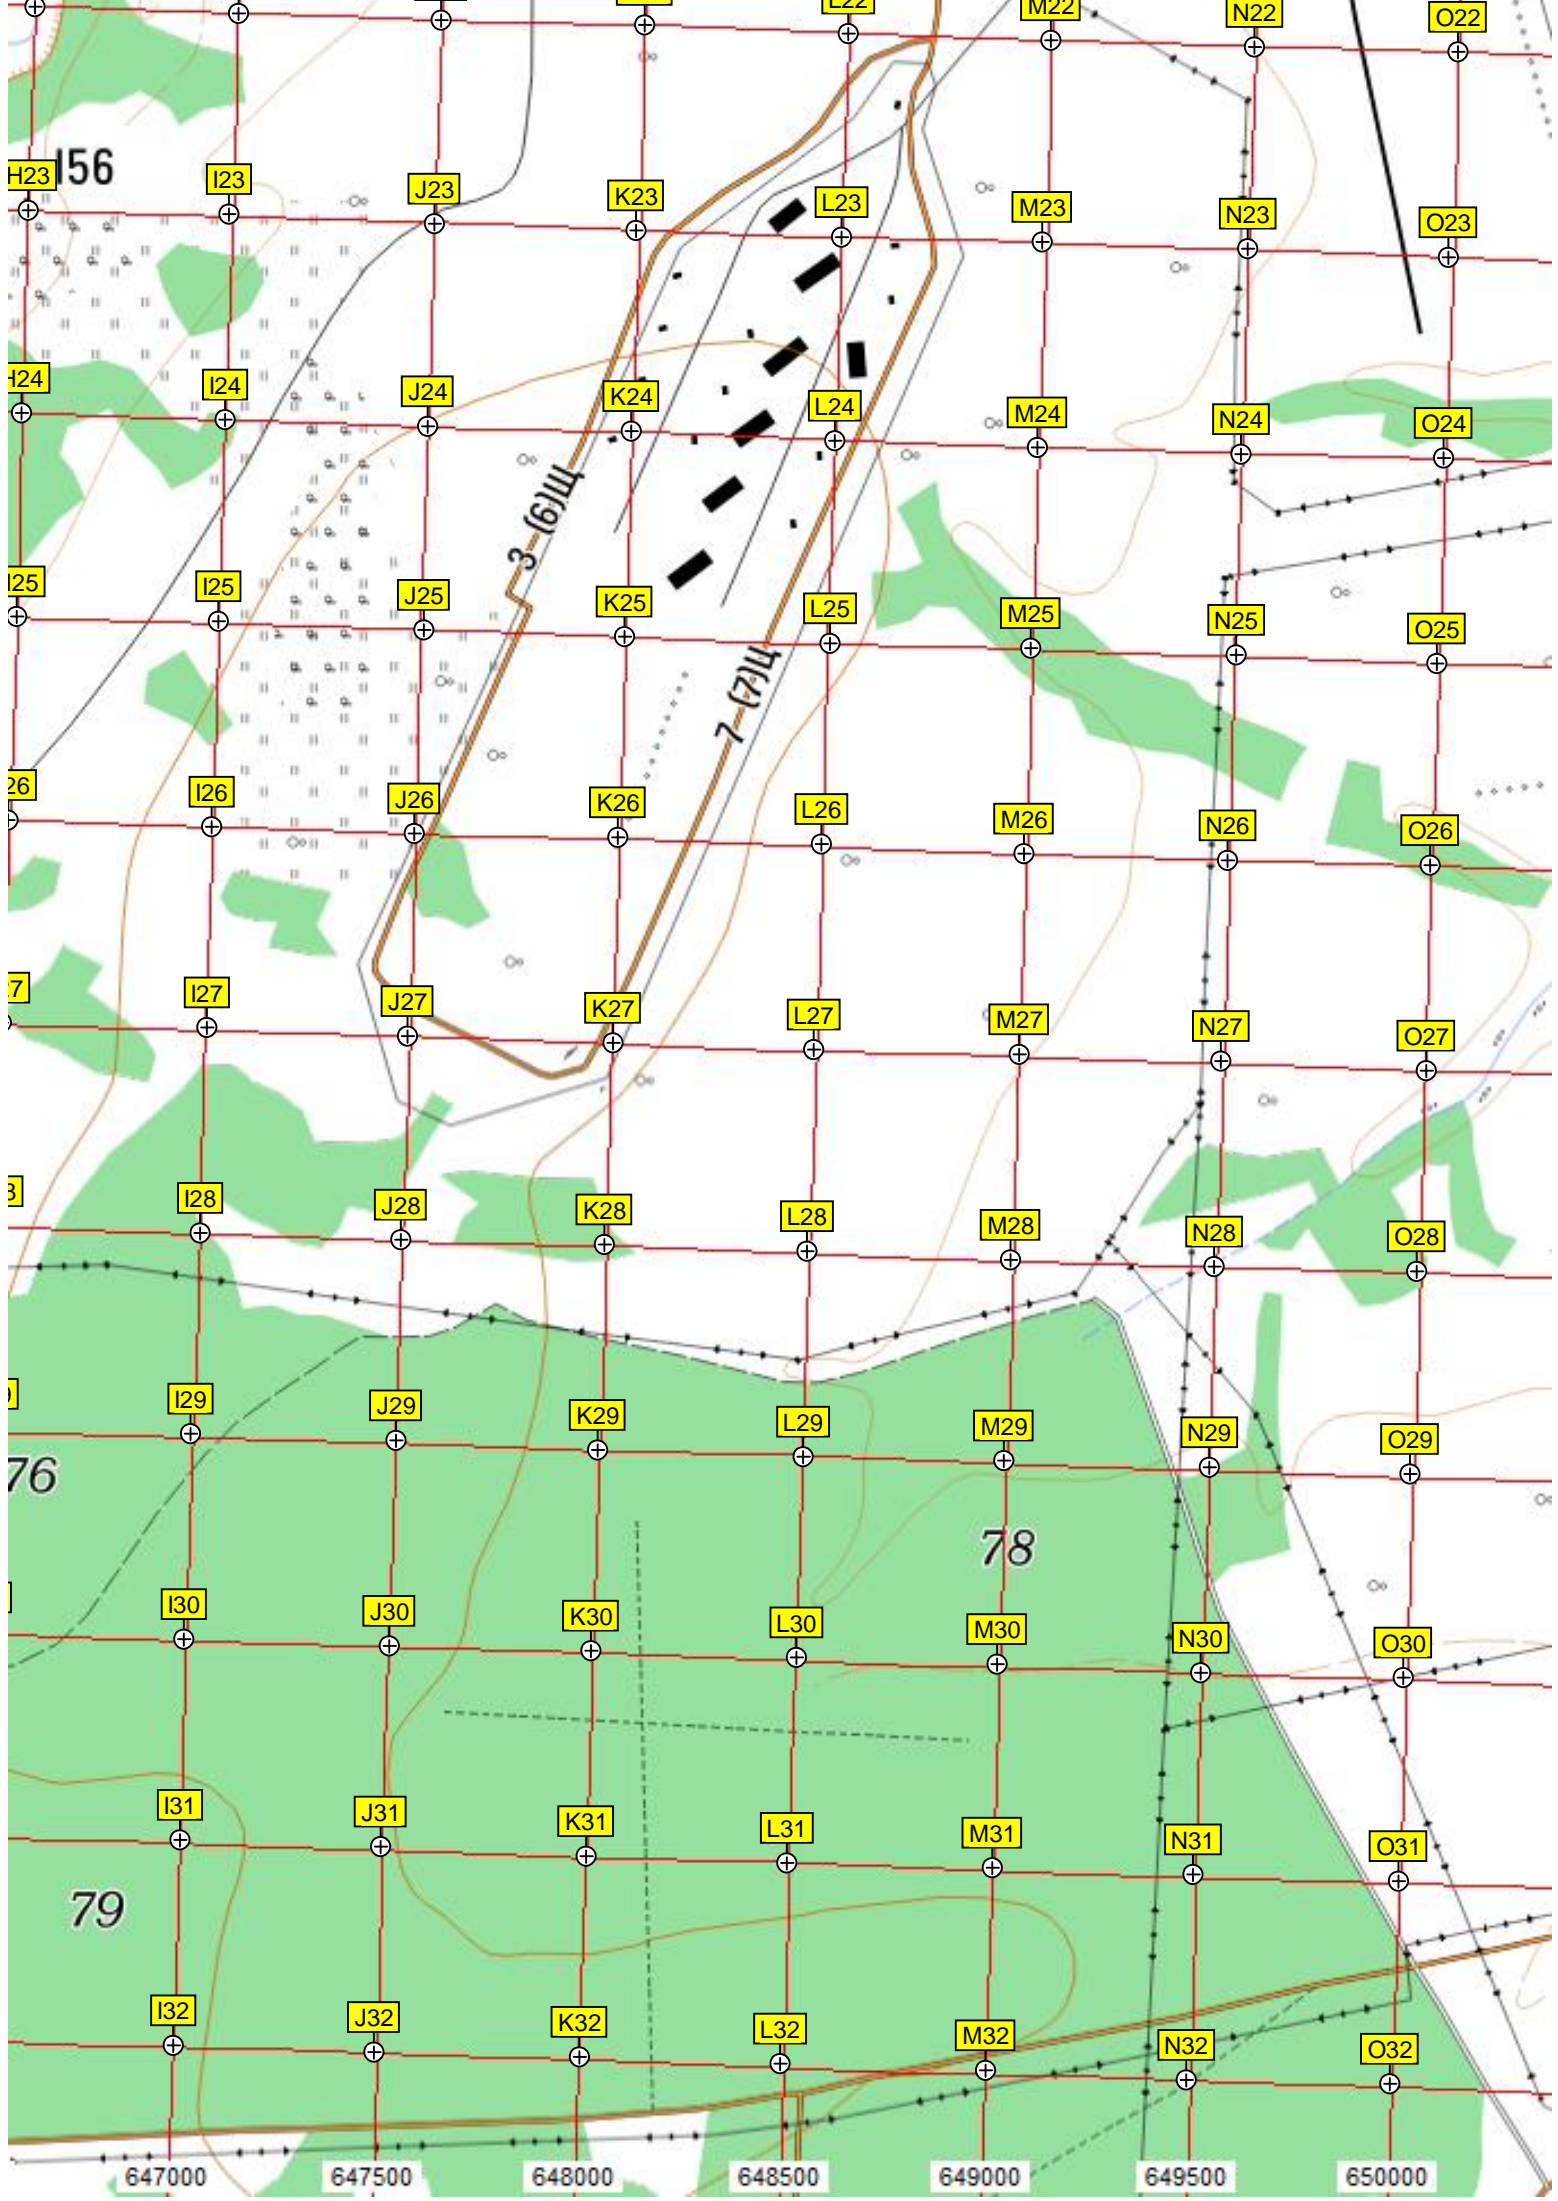 L22 M22 N22 O22
I56
H23 I23 J23 K23 L23 M23 N23 O23
H24 I24 J24 K24 L24 M24 N24 O24
3 (6)Щ
I25 J25 K25 L25 M25 N25 O25
7 (7)Щ
26 I26 J26 K26 L26 M26 N26 O26
I27 J27 K27 L27 M27 N27 O27
I28 J28 K28 L28 M28 N28 O28
I29 J29 K29 L29 M29 N29 O29
76
78
I30 J30 K30 L30 M30 N30 O30
I31 J31 K31 L31 M31 N31 O31
79
I32 J32 K32 L32 M32 N32 O32
647000 647500 648000 648500 649000 649500 650000